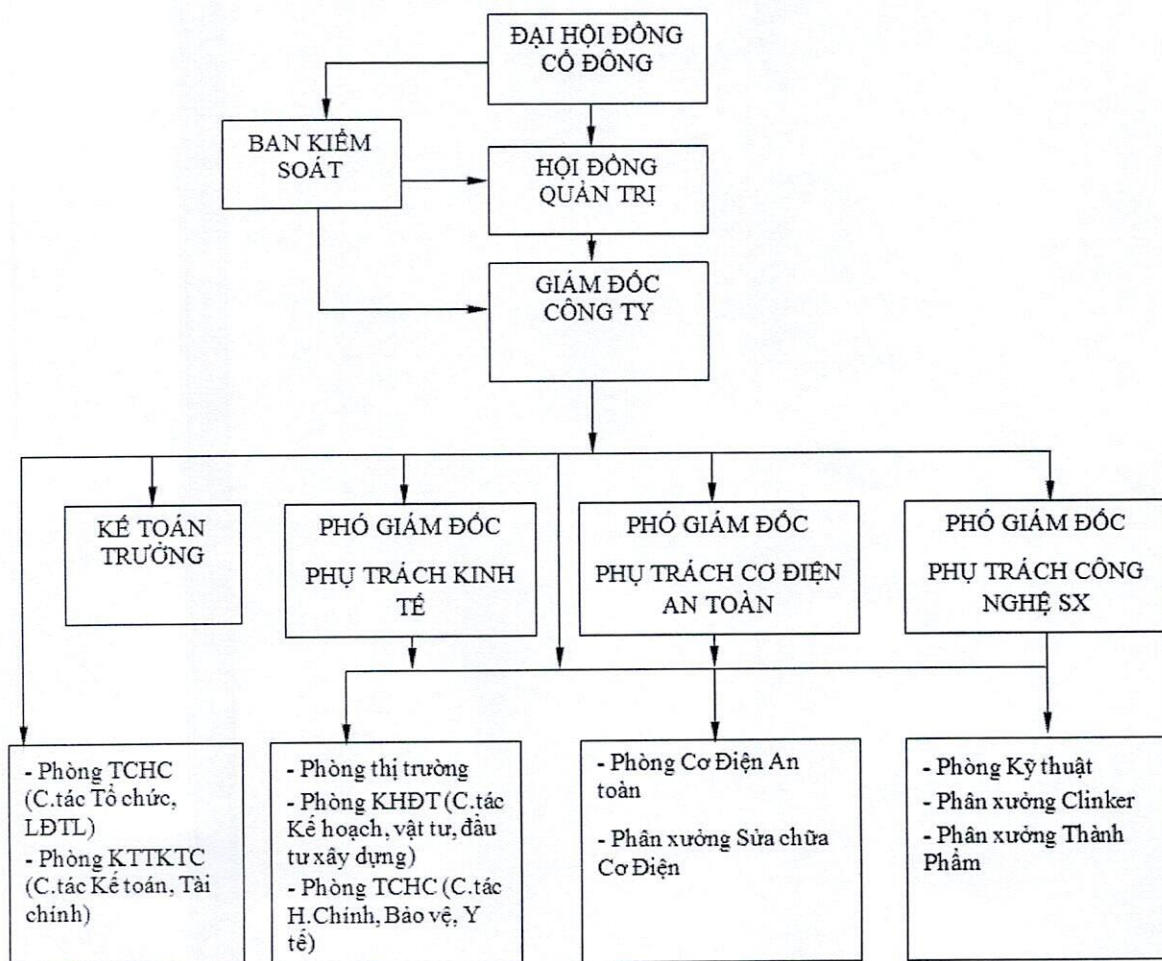 ĐẠI HỘI ĐỒNG
CỔ ĐÔNG
BAN KIỂM
SOÁT
HỘI ĐỒNG
QUẢN TRỊ
GIÁM ĐỐC
CÔNG TY
KẾ TOÁN
TRƯỞNG
PHÓ GIÁM ĐỐC
PHỤ TRÁCH KINH
TẾ
PHÓ GIÁM ĐỐC
PHỤ TRÁCH CƠ ĐIỆN
AN TOÀN
PHÓ GIÁM ĐỐC
PHỤ TRÁCH CÔNG
NGHỆ SX
- Phòng TCHC
(C.tác Tổ chức,
LĐTL)
- Phòng KTTKTC
(C.tác Kế toán, Tài
chính)
- Phòng thị trường
- Phòng KHĐT (C.tác
Kế hoạch, vật tư, đầu
tư xây dựng)
- Phòng TCHC (C.tác
H.Chính, Bảo vệ, Y
tế)
- Phòng Cơ Điện An
toàn
- Phân xưởng Sửa chữa
Cơ Điện
- Phòng Kỹ thuật
- Phân xưởng Clinker
- Phân xưởng Thành
Phẩm